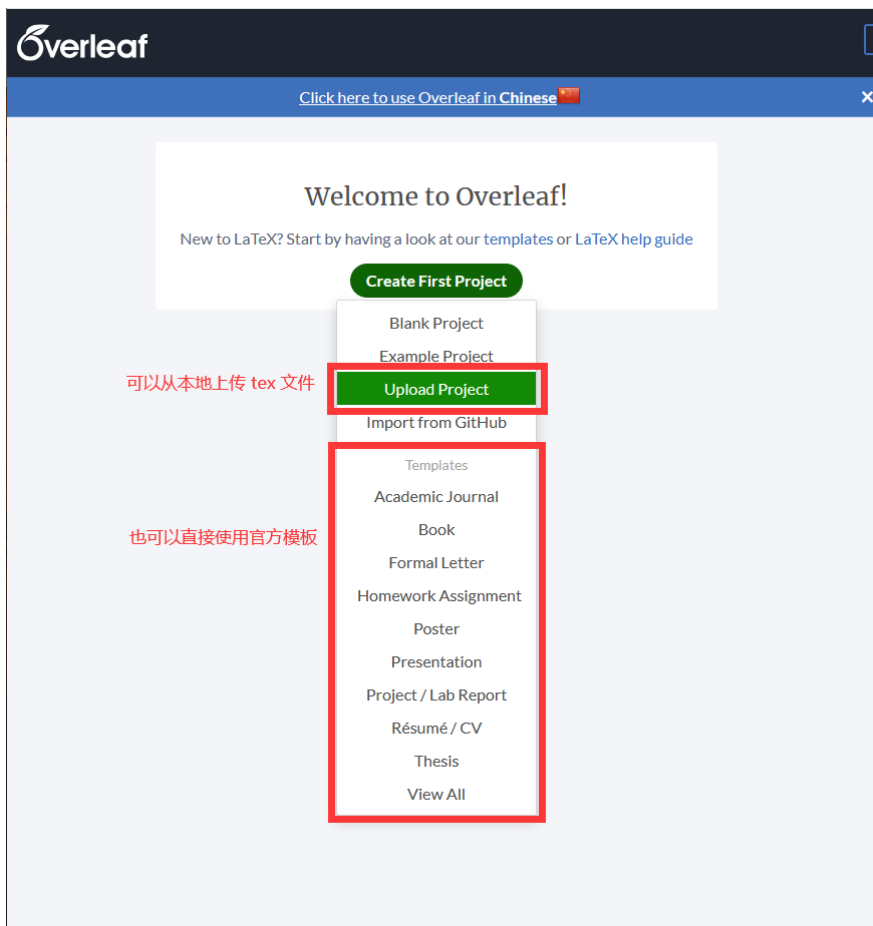 Overleaf
Click here to use Overleaf in Chinese
Welcome to Overleaf!
New to LaTeX? Start by having a look at our templates or LaTeX help guide
Create First Project
Blank Project
Example Project
可以从本地上传 tex 文件
Upload Project
Import from GitHub
Templates
Academic Journal
Book
也可以直接使用官方模板
Formal Letter
Homework Assignment
Poster
Presentation
Project / Lab Report
Résumé / CV
Thesis
View All